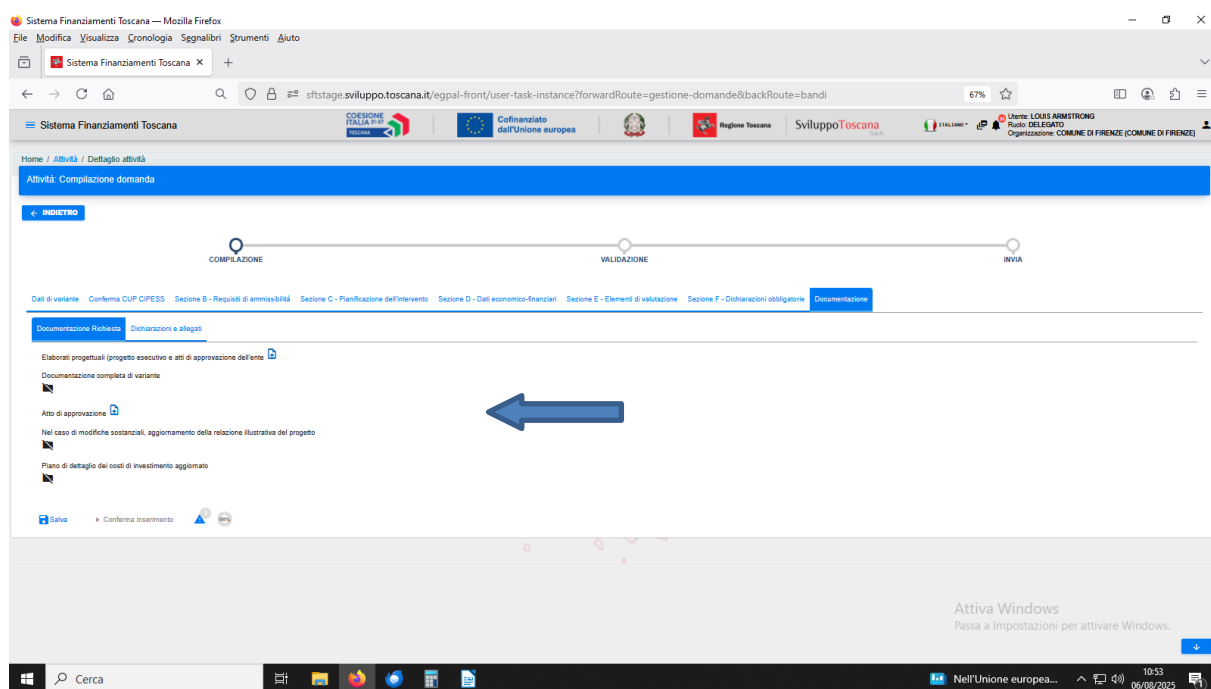 Sistema Finanziamenti Toscana — Mozilla Firefox
File Modifica Visualizza Cronologia Segnalibri Strumenti Aiuto
Sistema Finanziamenti Toscana
sftstage.sviluppo.toscana.it/egpal-front/user-task-instance?forwardRoute=gestione-domande&backRoute=bandi 67%
Sistema Finanziamenti Toscana
COESIONE
ITALIA 21-27
TOSCANA
Cofinanziato
dall'Unione europea
Regione Toscana
SviluppoToscana
S.p.A.
ITALIANO
Utente: LOUIS ARMSTRONG
Ruolo: DELEGATO
Organizzazione: COMUNE DI FIRENZE (COMUNE DI FIRENZE)
Home / Attività / Dettaglio attività
Attività: Compilazione domanda
INDIETRO
COMPILAZIONE VALIDAZIONE INVIA
Dati di variante Conferma CUP CIPESS Sezione B - Requisiti di ammissibilità Sezione C - Pianificazione dell'intervento Sezione D - Dati economico-finanziari Sezione E - Elementi di valutazione Sezione F - Dichiarazioni obbligatorie Documentazione
Documentazione Richiesta Dichiarazioni e allegati
Elaborati progettuali (progetto esecutivo e atti di approvazione dell'ente
Documentazione completa di variante
Atto di approvazione
Nel caso di modifiche sostanziali, aggiornamento della relazione illustrativa del progetto
Piano di dettaglio dei costi di investimento aggiornato
Salva Conferma Inserimento
Attiva Windows
Passa a Impostazioni per attivare Windows.
Cerca
Nell'Unione europea...
10:53
06/08/2025